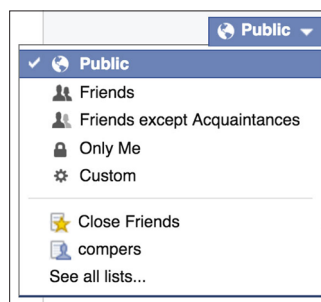 Public
Public
Friends
Friends except Acquaintances
Only Me
Custom
Close Friends
compers
See all lists...